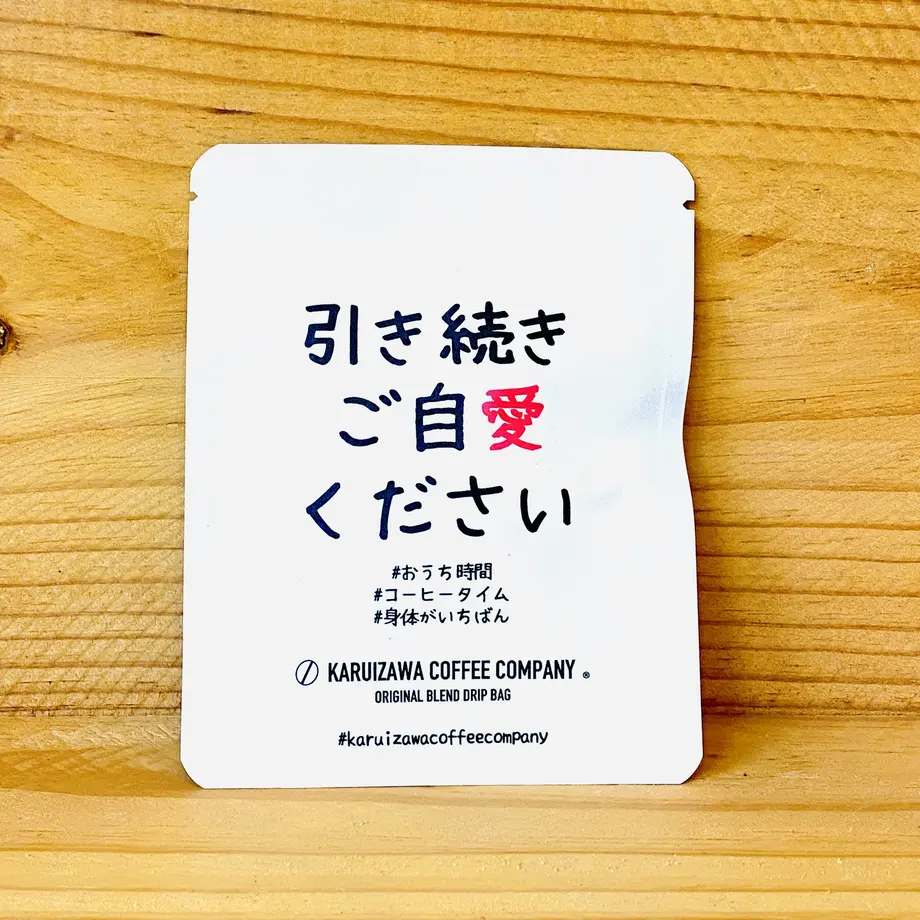 引き続き
ご自愛
ください
#おうち時間
#コーヒータイム
#身体がいちばん
KARUIZAWA COFFEE COMPANY ®
ORIGINAL BLEND DRIP BAG
#karuizawacoffeecompany